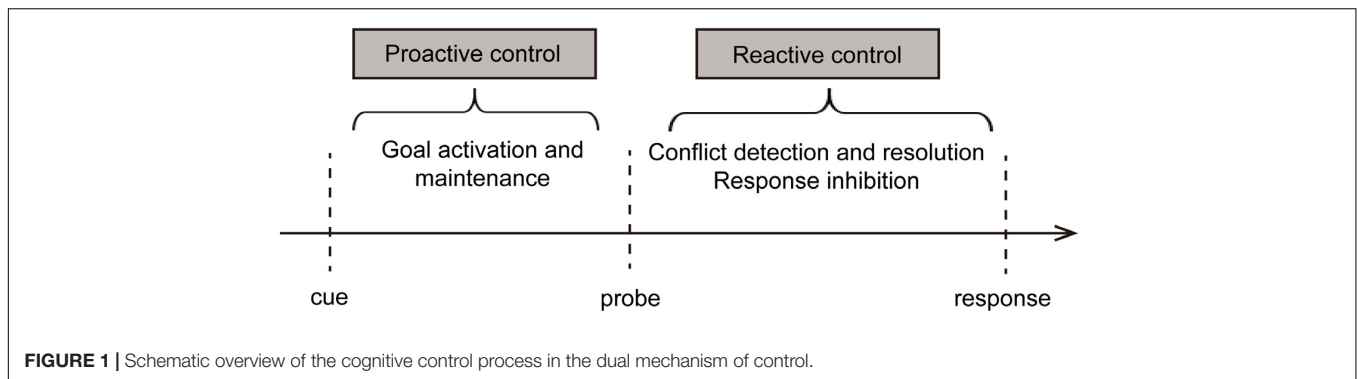 Proactive control
Reactive control
Goal activation and
maintenance
Conflict detection and resolution
Response inhibition
cue
probe
response
FIGURE 1 | Schematic overview of the cognitive control process in the dual mechanism of control.